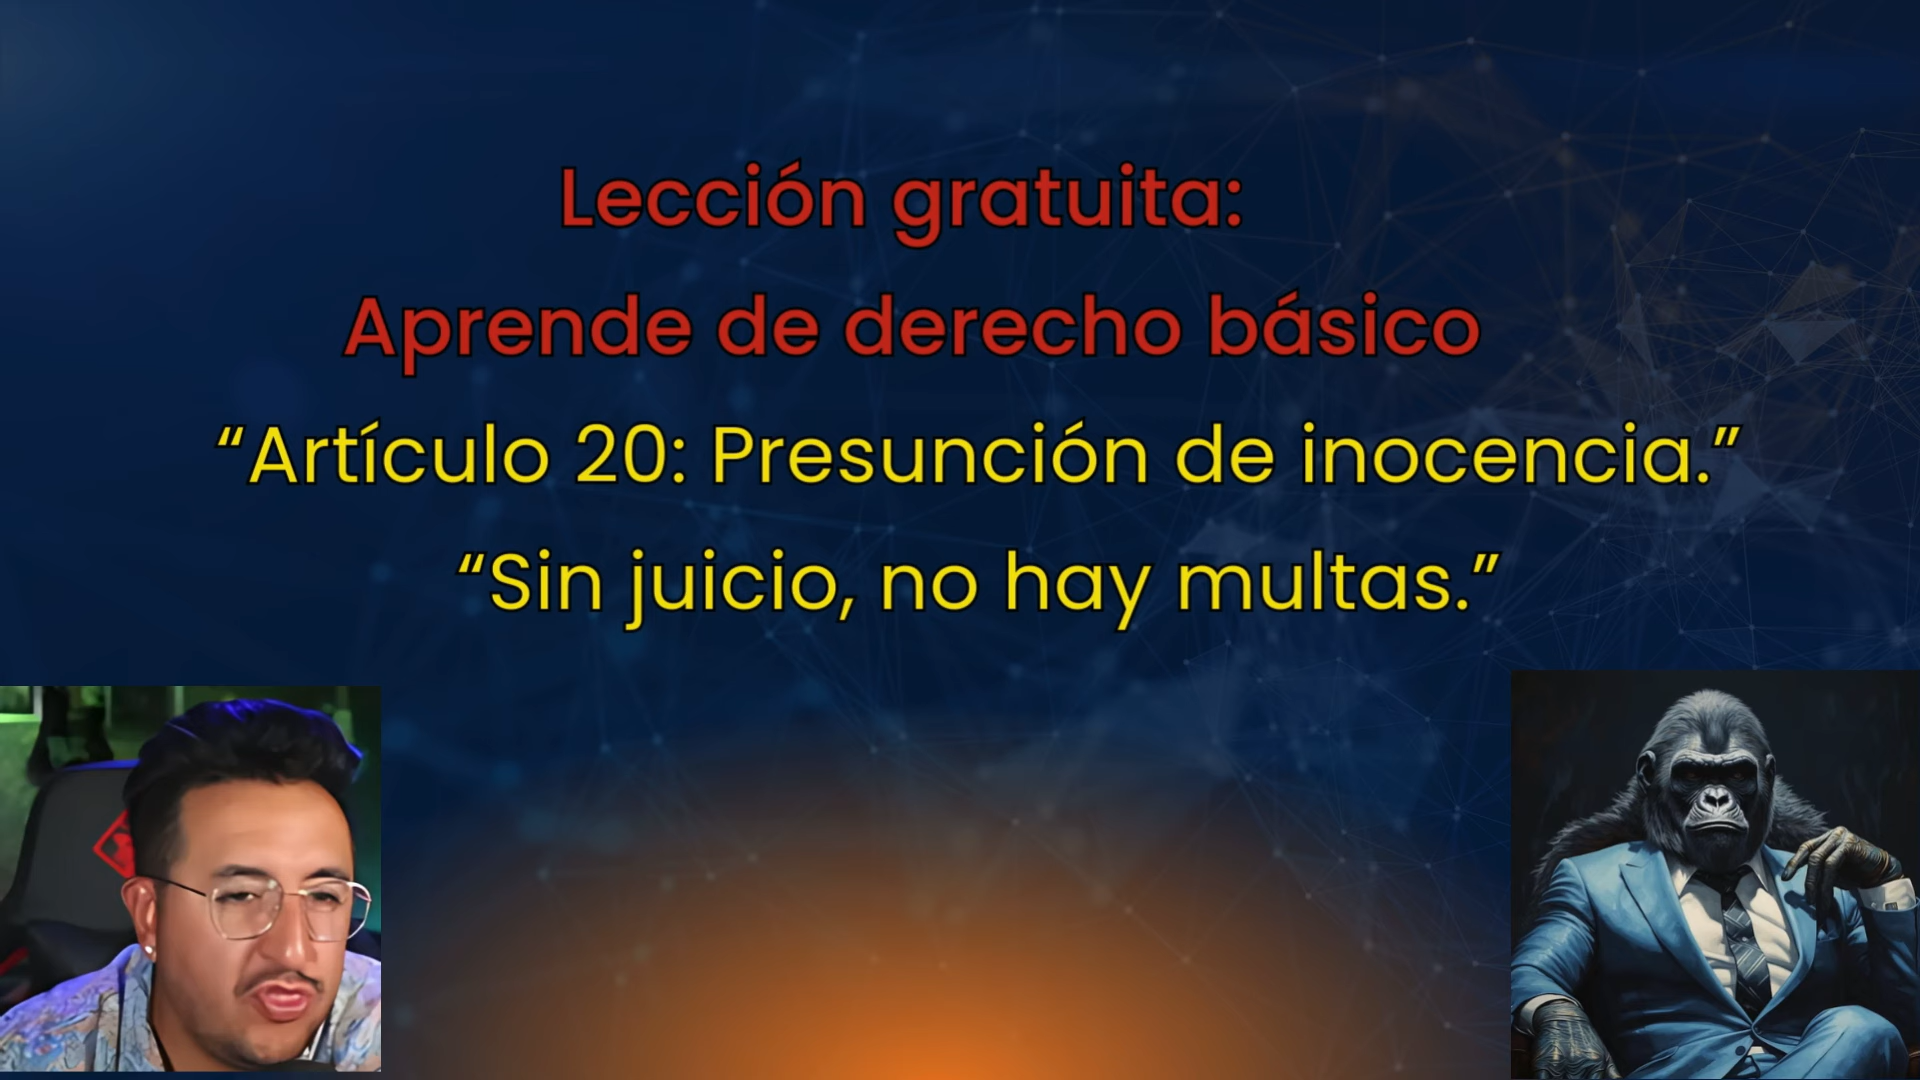 Lección gratuita:
Aprende de derecho básico
“Artículo 20: Presunción de inocencia.”
“Sin juicio, no hay multas.”